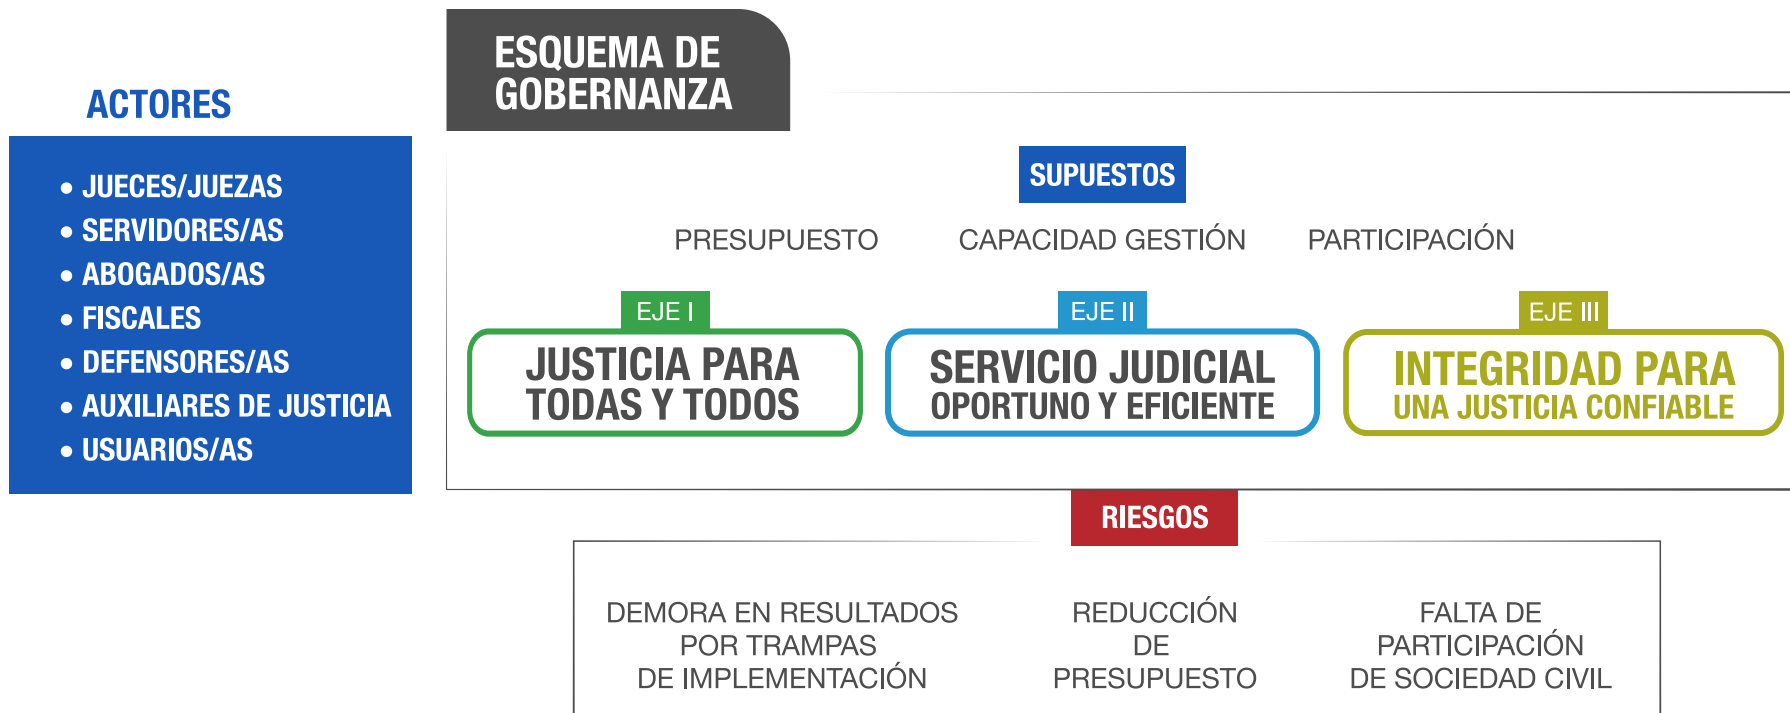 ACTORES
• JUECES/JUEZAS
• SERVIDORES/AS
• ABOGADOS/AS
• FISCALES
• DEFENSORES/AS
• AUXILIARES DE JUSTICIA
• USUARIOS/AS
ESQUEMA DE
GOBERNANZA
SUPUESTOS
PRESUPUESTO
CAPACIDAD GESTIÓN
PARTICIPACIÓN
EJE I
JUSTICIA PARA
TODAS Y TODOS
EJE II
SERVICIO JUDICIAL
OPORTUNO Y EFICIENTE
EJE III
INTEGRIDAD PARA
UNA JUSTICIA CONFIABLE
RIESGOS
DEMORA EN RESULTADOS
POR TRAMPAS
DE IMPLEMENTACIÓN
REDUCCIÓN
DE
PRESUPUESTO
FALTA DE
PARTICIPACIÓN
DE SOCIEDAD CIVIL